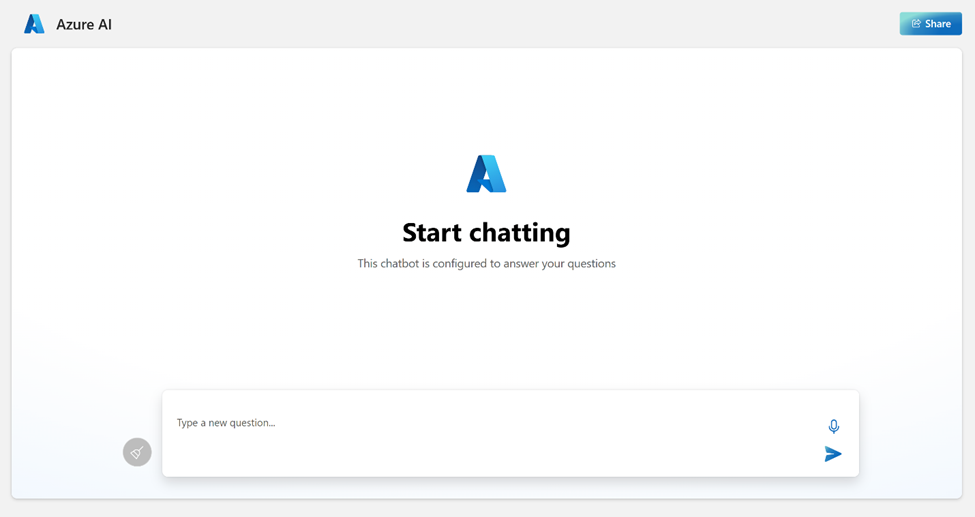 Azure AI
Share
Start chatting
This chatbot is configured to answer your questions
Type a new question...